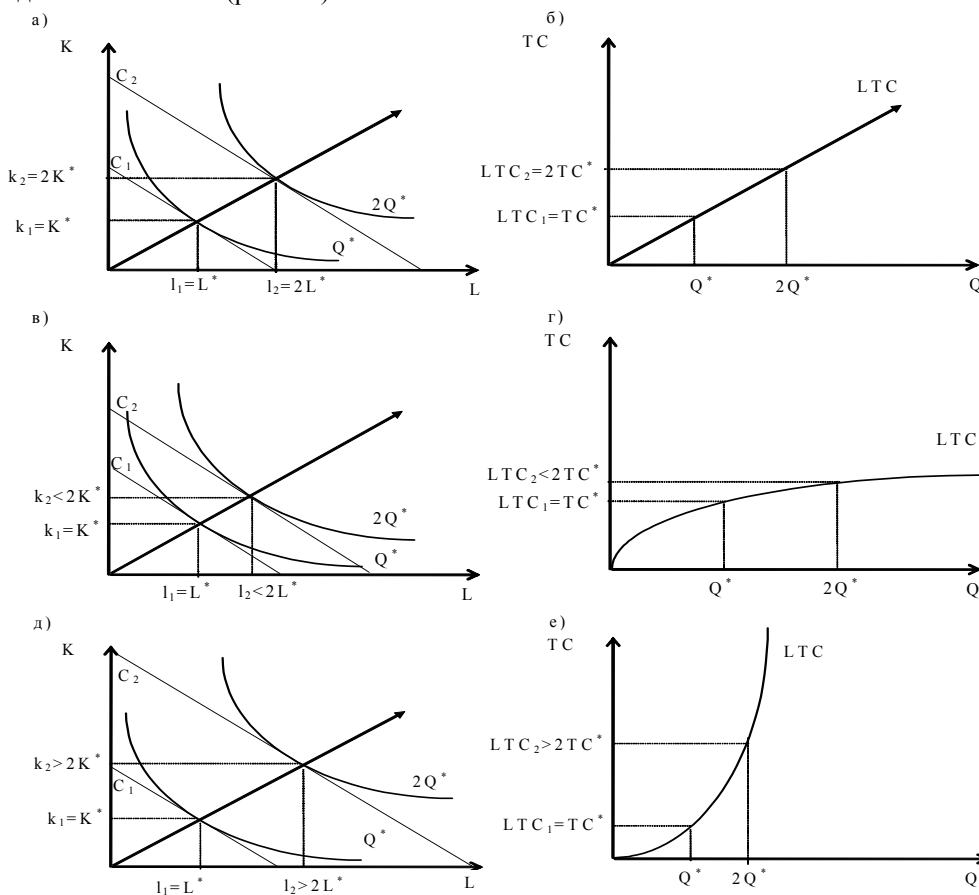 а)
K
C₂
C₁
k₂=2K*
k₁=K*
2Q*
Q*
l₁=L*
l₂=2L*
L
б)
TC
LTC
LTC₂=2TC*
LTC₁=TC*
Q*
2Q*
Q
в)
K
C₂
C₁
k₂<2K*
k₁=K*
2Q*
Q*
l₁=L*
l₂<2L*
L
г)
TC
LTC
LTC₂<2TC*
LTC₁=TC*
Q*
2Q*
Q
д)
K
C₂
k₂>2K*
C₁
k₁=K*
2Q*
Q*
l₁=L*
l₂>2L*
L
е)
TC
LTC
LTC₂>2TC*
LTC₁=TC*
Q*
2Q*
Q